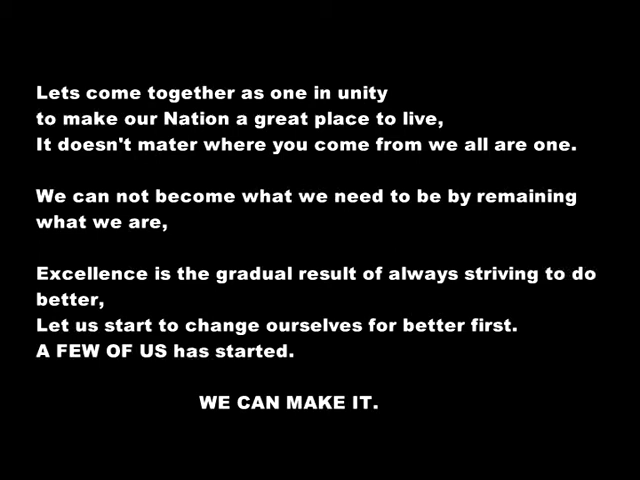 Lets come together as one in unity
to make our Nation a great place to live,
It doesn't mater where you come from we all are one.
We can not become what we need to be by remaining
what we are,
Excellence is the gradual result of always striving to do
better,
Let us start to change ourselves for better first.
A FEW OF US has started.
WE CAN MAKE IT.